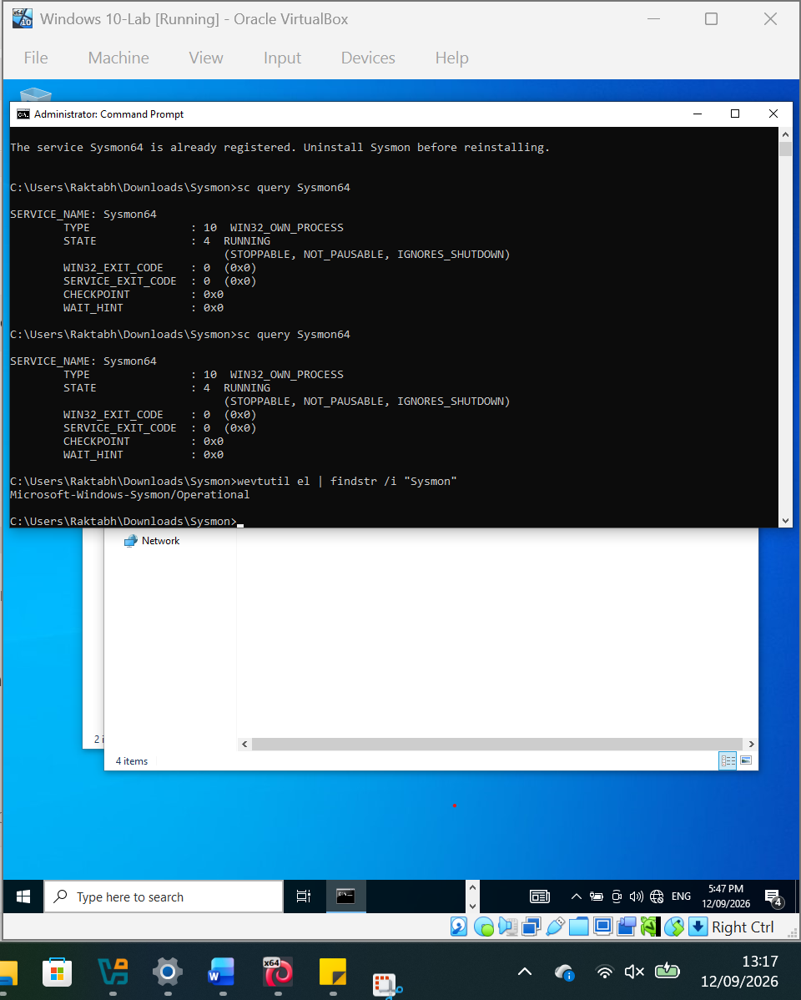 Windows 10-Lab [Running] - Oracle VirtualBox
File Machine View Input Devices Help
Administrator: Command Prompt
The service Sysmon64 is already registered. Uninstall Sysmon before reinstalling.
C:\Users\Raktabh\Downloads\Sysmon>sc query Sysmon64
SERVICE_NAME: Sysmon64
TYPE : 10 WIN32_OWN_PROCESS
STATE : 4 RUNNING
(STOPPABLE, NOT_PAUSABLE, IGNORES_SHUTDOWN)
WIN32_EXIT_CODE : 0 (0x0)
SERVICE_EXIT_CODE : 0 (0x0)
CHECKPOINT : 0x0
WAIT_HINT : 0x0
C:\Users\Raktabh\Downloads\Sysmon>sc query Sysmon64
SERVICE_NAME: Sysmon64
TYPE : 10 WIN32_OWN_PROCESS
STATE : 4 RUNNING
(STOPPABLE, NOT_PAUSABLE, IGNORES_SHUTDOWN)
WIN32_EXIT_CODE : 0 (0x0)
SERVICE_EXIT_CODE : 0 (0x0)
CHECKPOINT : 0x0
WAIT_HINT : 0x0
C:\Users\Raktabh\Downloads\Sysmon>wevtutil el | findstr /i "Sysmon"
Microsoft-Windows-Sysmon/Operational
C:\Users\Raktabh\Downloads\Sysmon>
Network
2 i
4 items
Type here to search
ENG
5:47 PM
12/09/2026
4
Right Ctrl
x64
13:17
12/09/2026